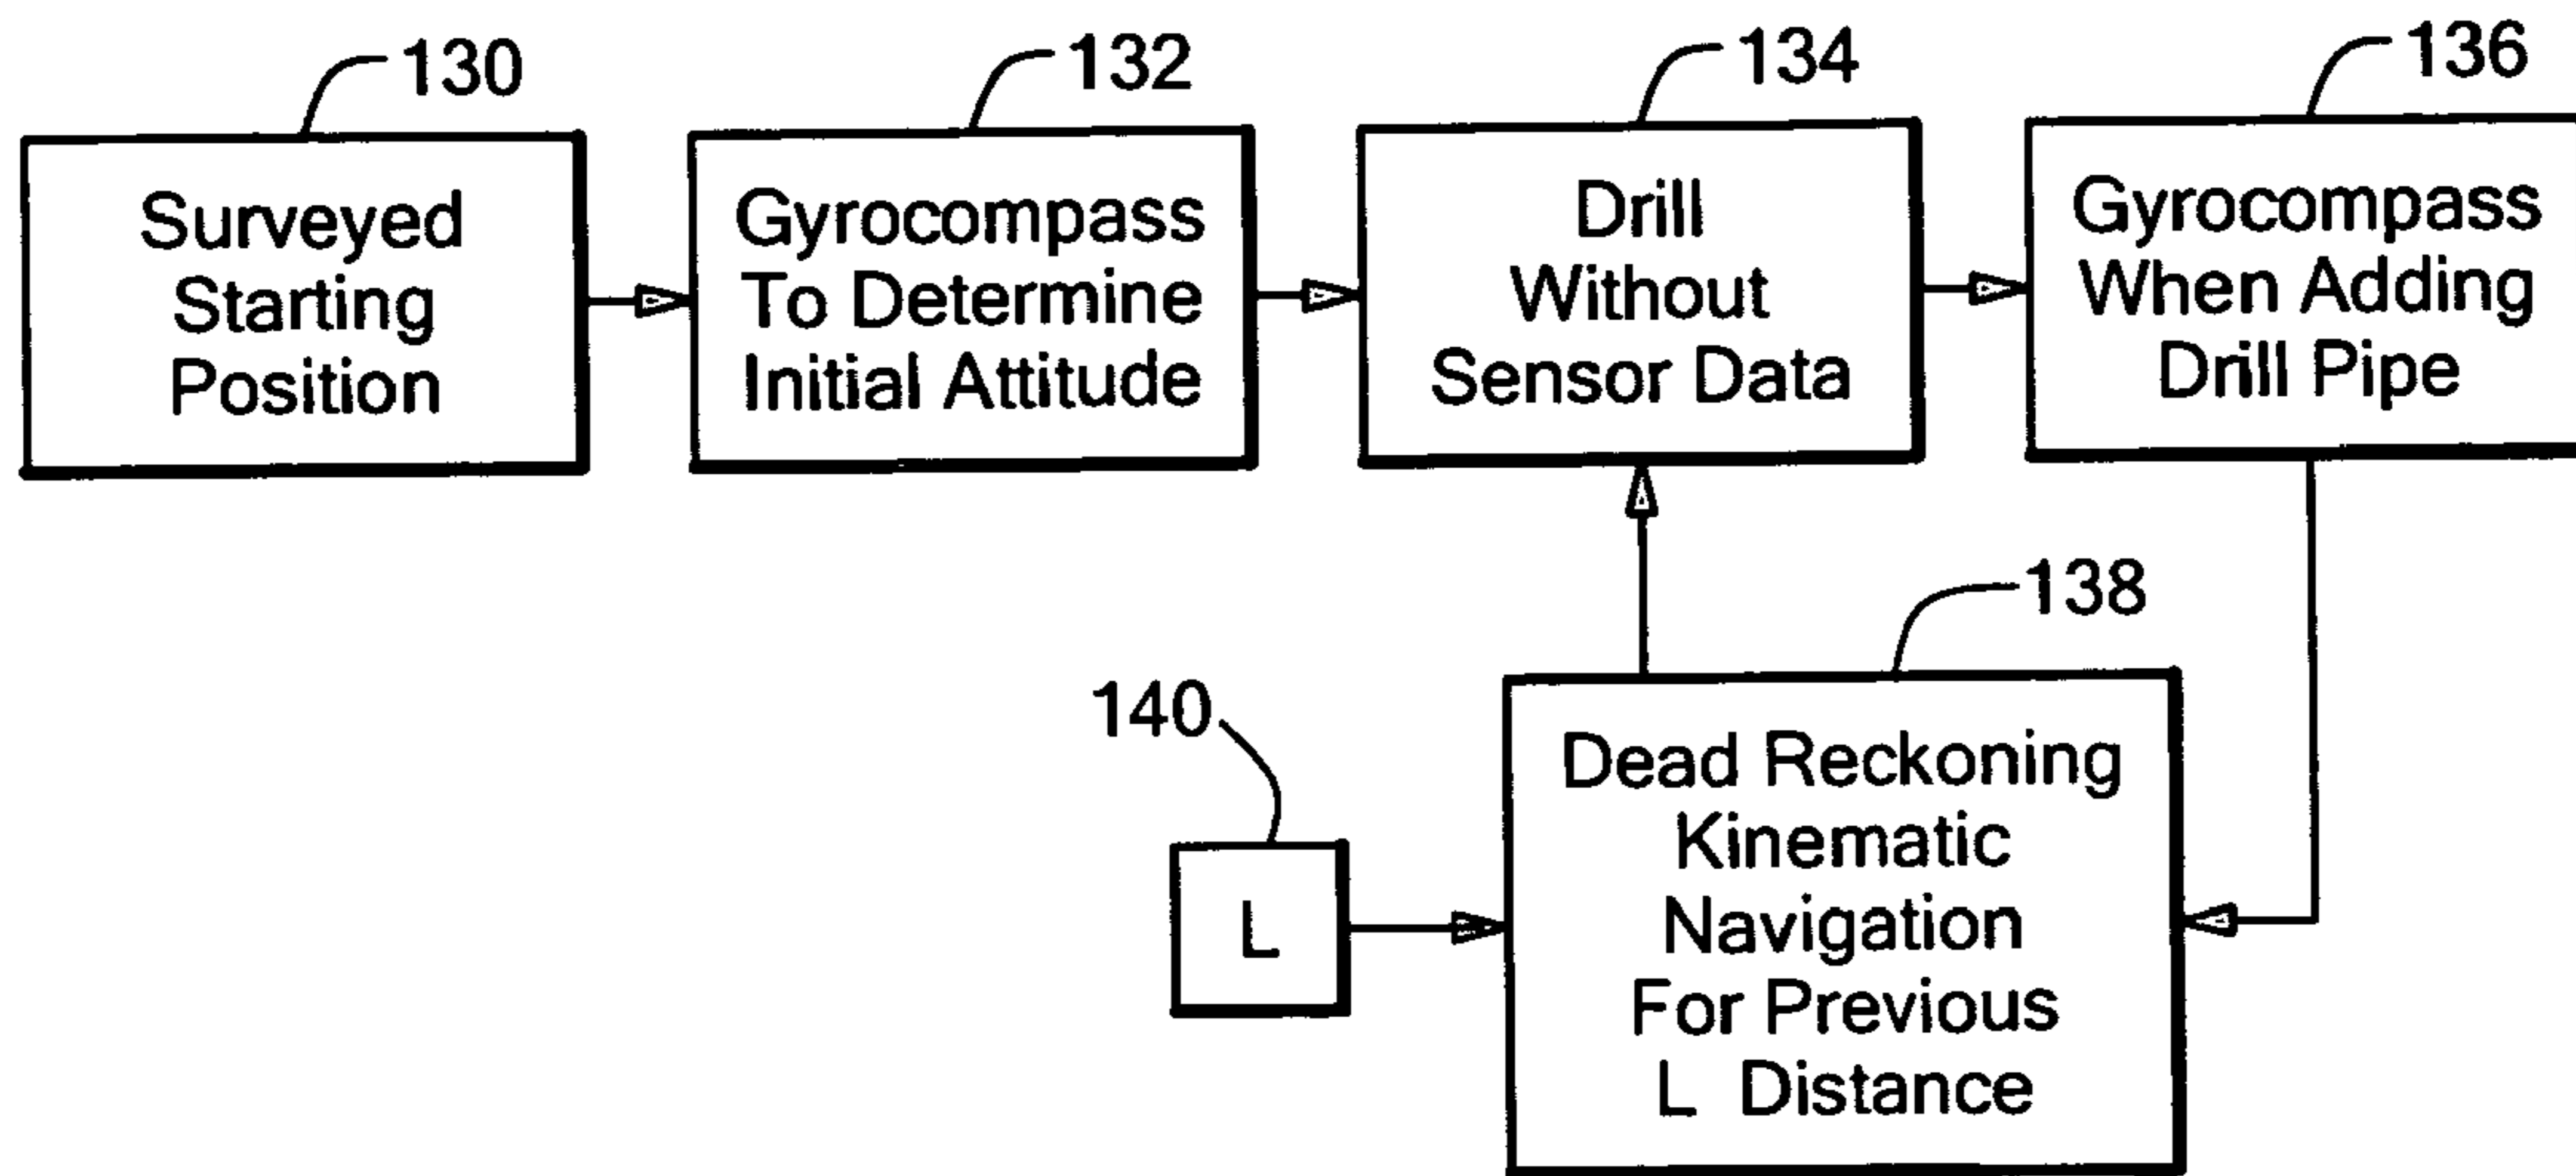 130
Surveyed
Starting
Position
132
Gyrocompass
To Determine
Initial Attitude
134
Drill
Without
Sensor Data
136
Gyrocompass
When Adding
Drill Pipe
138
Dead Reckoning
Kinematic
Navigation
For Previous
L Distance
140
L